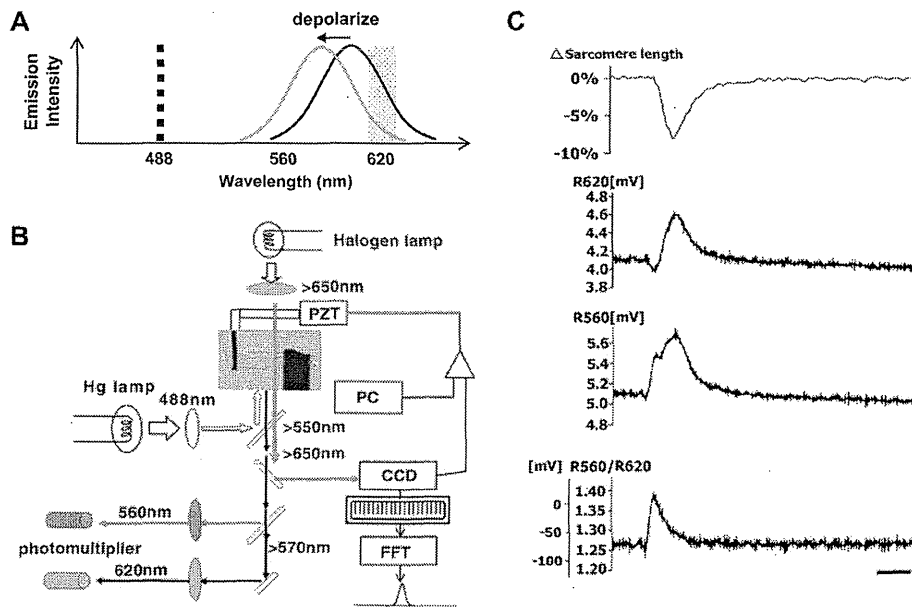 A
depolarize
Emission
Intensity
488
560
620
Wavelength (nm)
B
Halogen lamp
>650nm
PZT
Hg lamp
488nm
PC
>550nm
>650nm
CCD
560nm
photomultiplier
>570nm
FFT
620nm
C
△Sarcomere length
0%
-5%
-10%
R620[mV]
4.8
4.6
4.4
4.2
4.0
3.8
R560[mV]
5.6
5.4
5.2
5.0
4.8
[mV] R560/R620
0
-50
-100
1.40
1.35
1.30
1.25
1.20